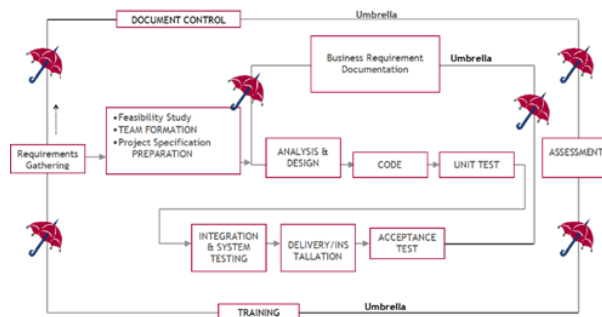 DOCUMENT CONTROL
Umbrella
Business Requirement
Documentation
Umbrella
•Feasibility Study
•TEAM FORMATION
•Project Specification
PREPARATION
Requirements
Gathering
ANALYSIS &
DESIGN
CODE
UNIT TEST
ASSESSMENT
INTEGRATION
& SYSTEM
TESTING
DELIVERY/INS
TALLATION
ACCEPTANCE
TEST
Umbrella
TRAINING